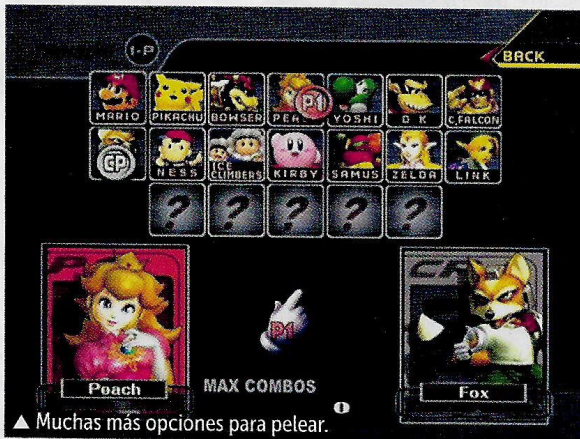 1-P
BACK
MARIO PIKACHU BOWSER PEA P1 YOSHI D K C,FALCON
CP NESS ICE CLIMBERS KIRBY SAMUS ZELDA LINK
? ? ? ? ?
Peach
P1
MAX COMBOS
0
Fox
▲ Muchas más opciones para pelear.